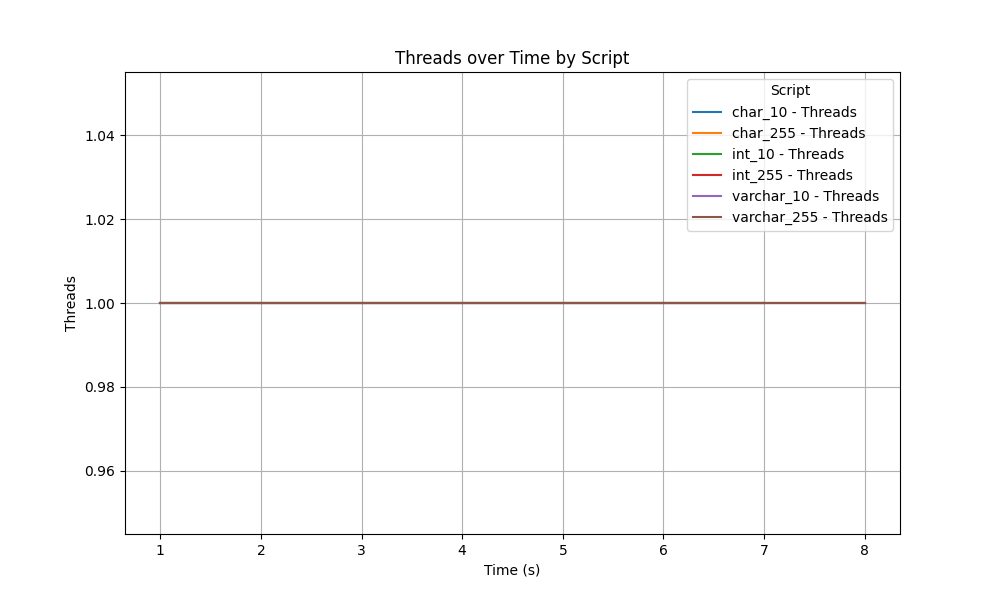 Threads over Time by Script
Script
char_10 - Threads
char_255 - Threads
int_10 - Threads
int_255 - Threads
varchar_10 - Threads
varchar_255 - Threads
Threads
1.04
1.02
1.00
0.98
0.96
1 2 3 4 5 6 7 8
Time (s)